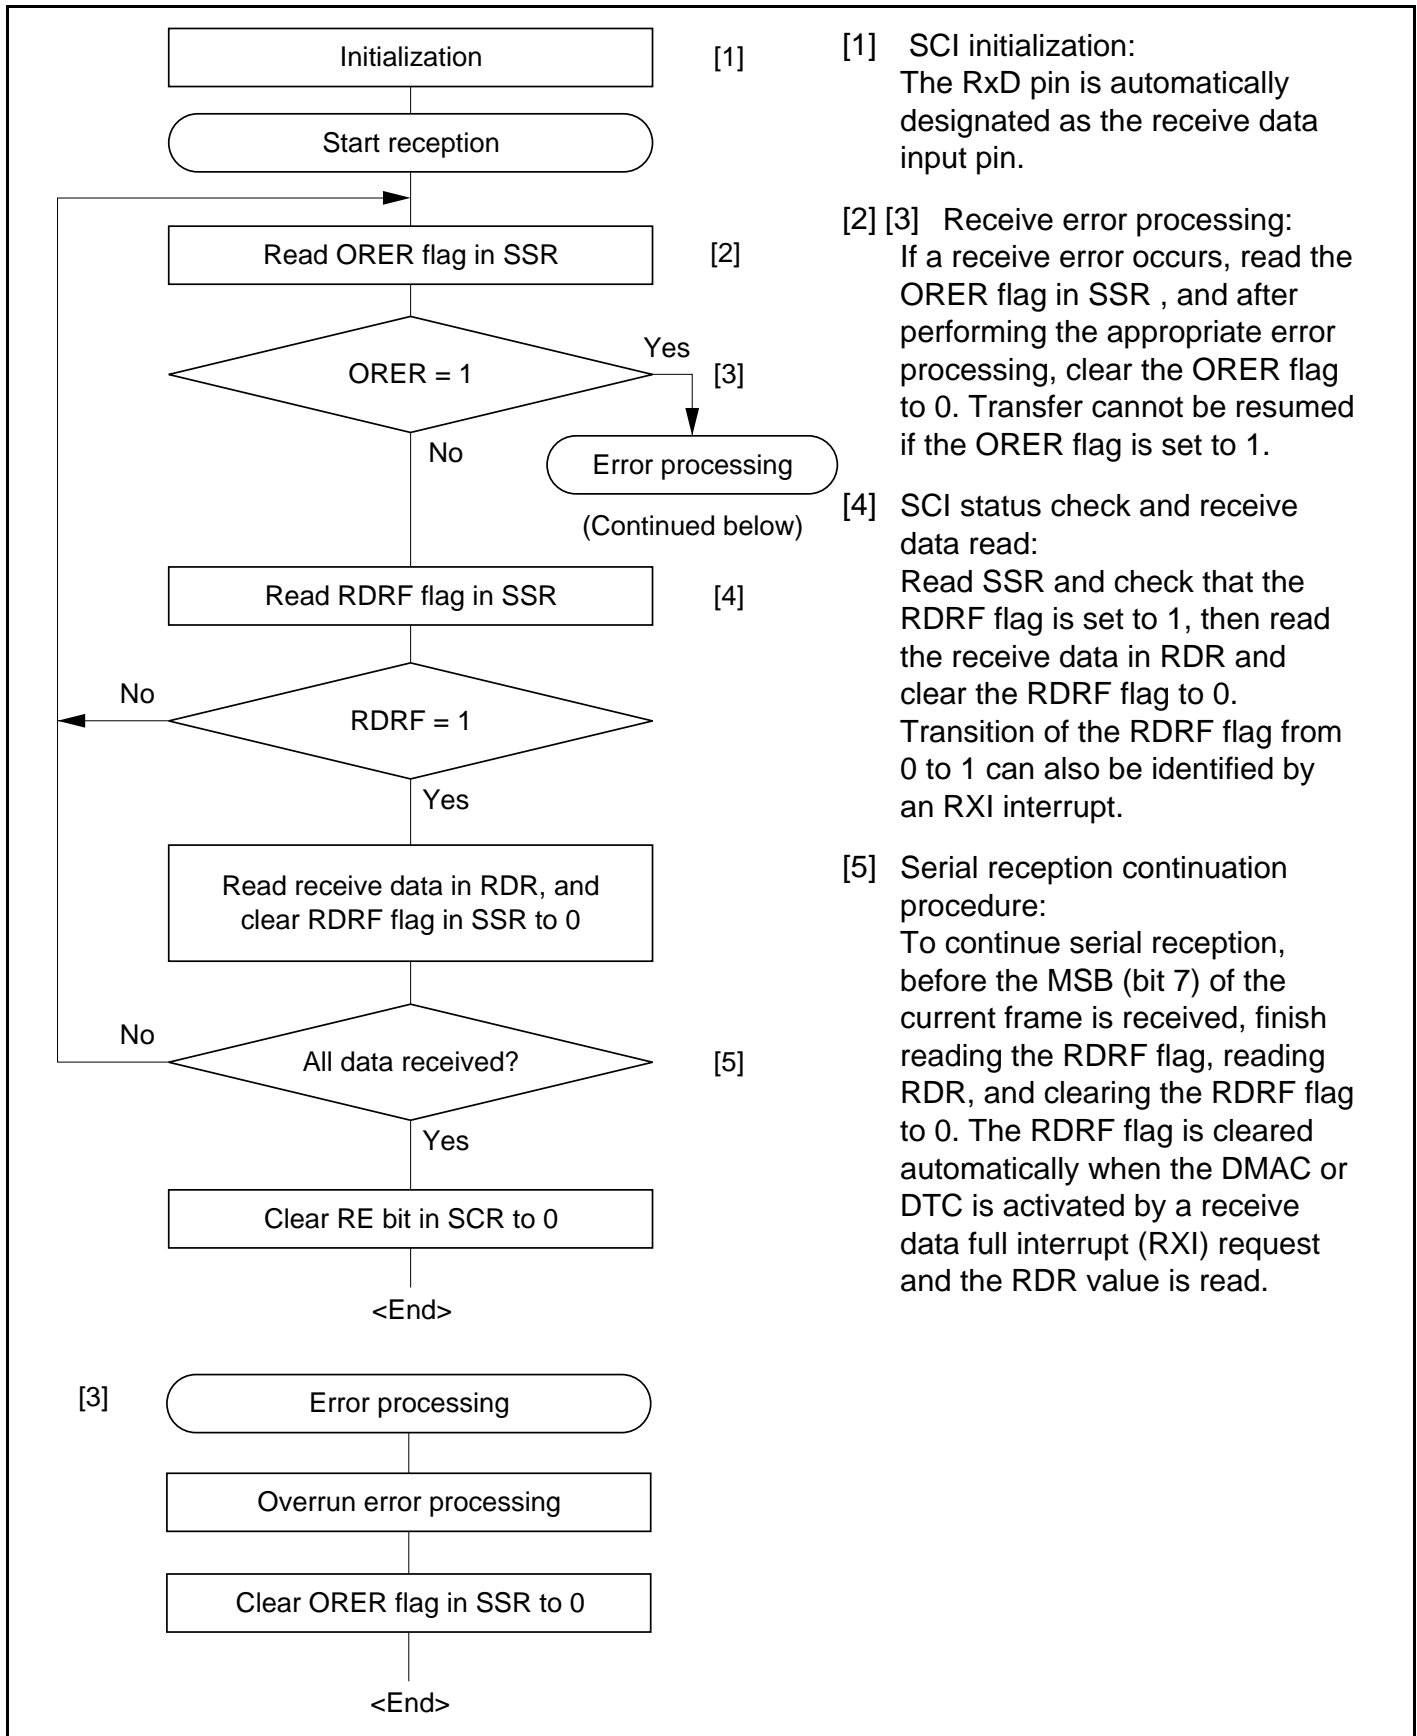 Initialization
[1]
Start reception
Read ORER flag in SSR
[2]
Yes
ORER = 1
[3]
No
Error processing
(Continued below)
Read RDRF flag in SSR
[4]
No
RDRF = 1
Yes
Read receive data in RDR, and
clear RDRF flag in SSR to 0
No
All data received?
[5]
Yes
Clear RE bit in SCR to 0
<End>
[3]
Error processing
Overrun error processing
Clear ORER flag in SSR to 0
<End>
[1] SCI initialization:
The RxD pin is automatically
designated as the receive data
input pin.
[2] [3] Receive error processing:
If a receive error occurs, read the
ORER flag in SSR , and after
performing the appropriate error
processing, clear the ORER flag
to 0. Transfer cannot be resumed
if the ORER flag is set to 1.
[4] SCI status check and receive
data read:
Read SSR and check that the
RDRF flag is set to 1, then read
the receive data in RDR and
clear the RDRF flag to 0.
Transition of the RDRF flag from
0 to 1 can also be identified by
an RXI interrupt.
[5] Serial reception continuation
procedure:
To continue serial reception,
before the MSB (bit 7) of the
current frame is received, finish
reading the RDRF flag, reading
RDR, and clearing the RDRF flag
to 0. The RDRF flag is cleared
automatically when the DMAC or
DTC is activated by a receive
data full interrupt (RXI) request
and the RDR value is read.